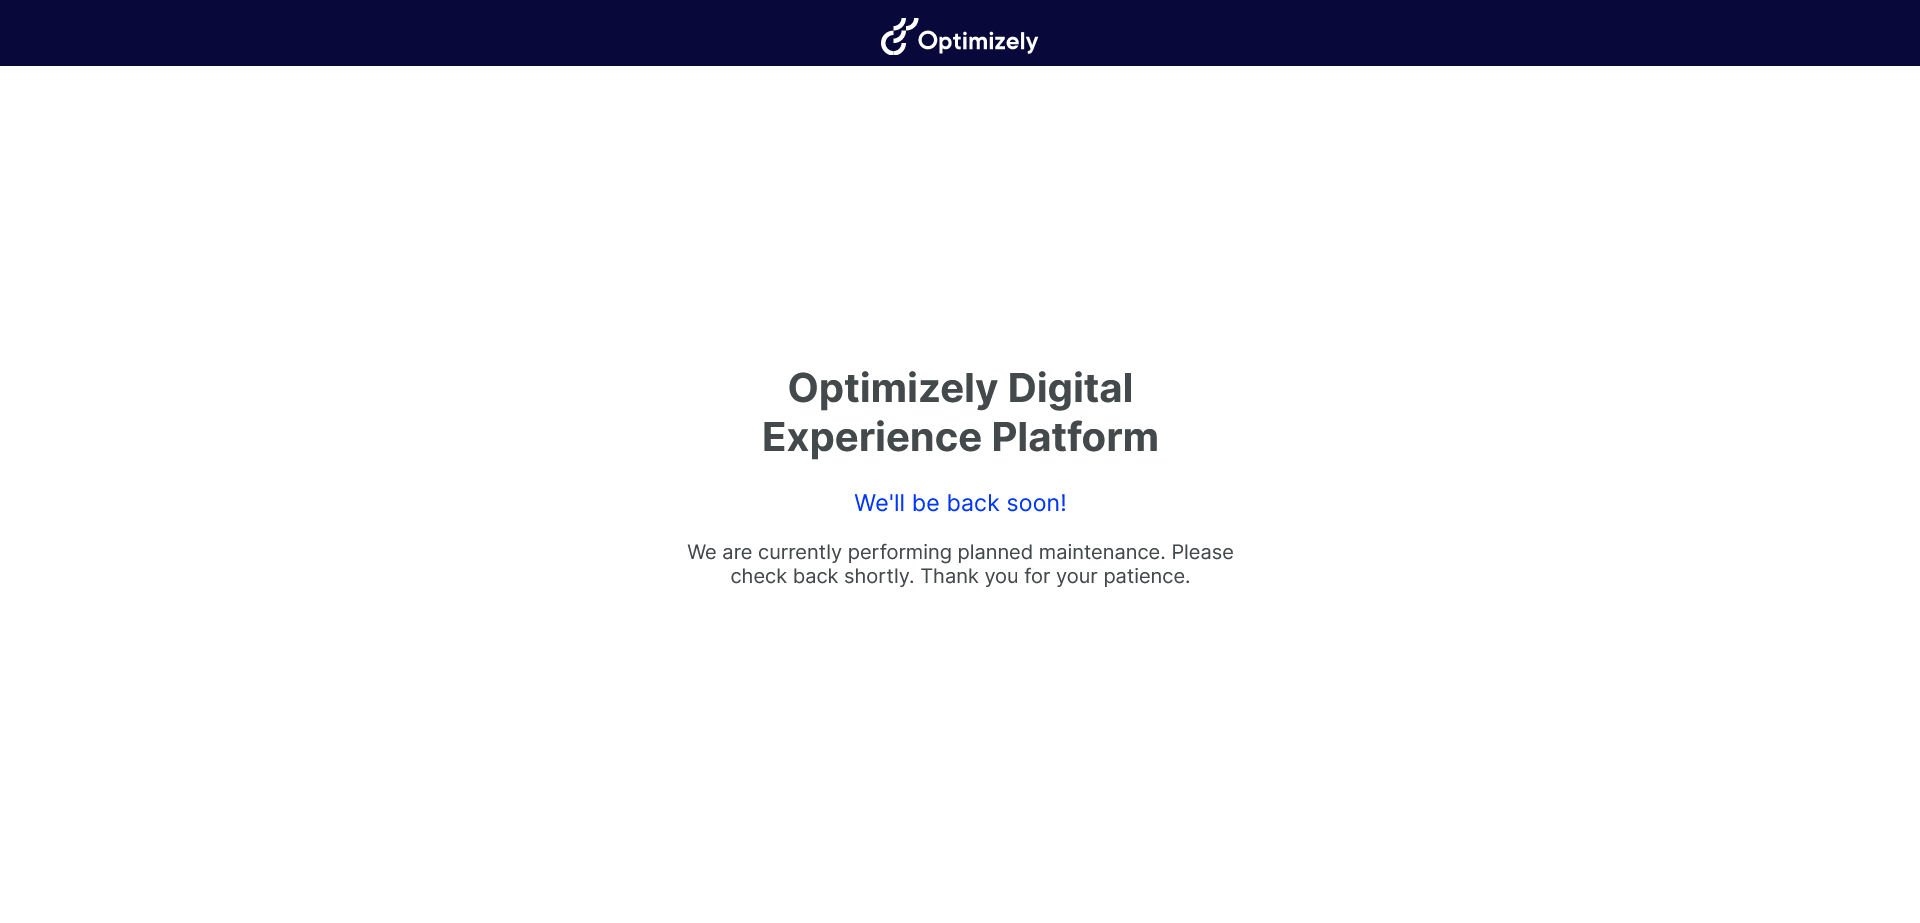 Optimizely
Optimizely Digital
Experience Platform
We'll be back soon!
We are currently performing planned maintenance. Please
check back shortly. Thank you for your patience.